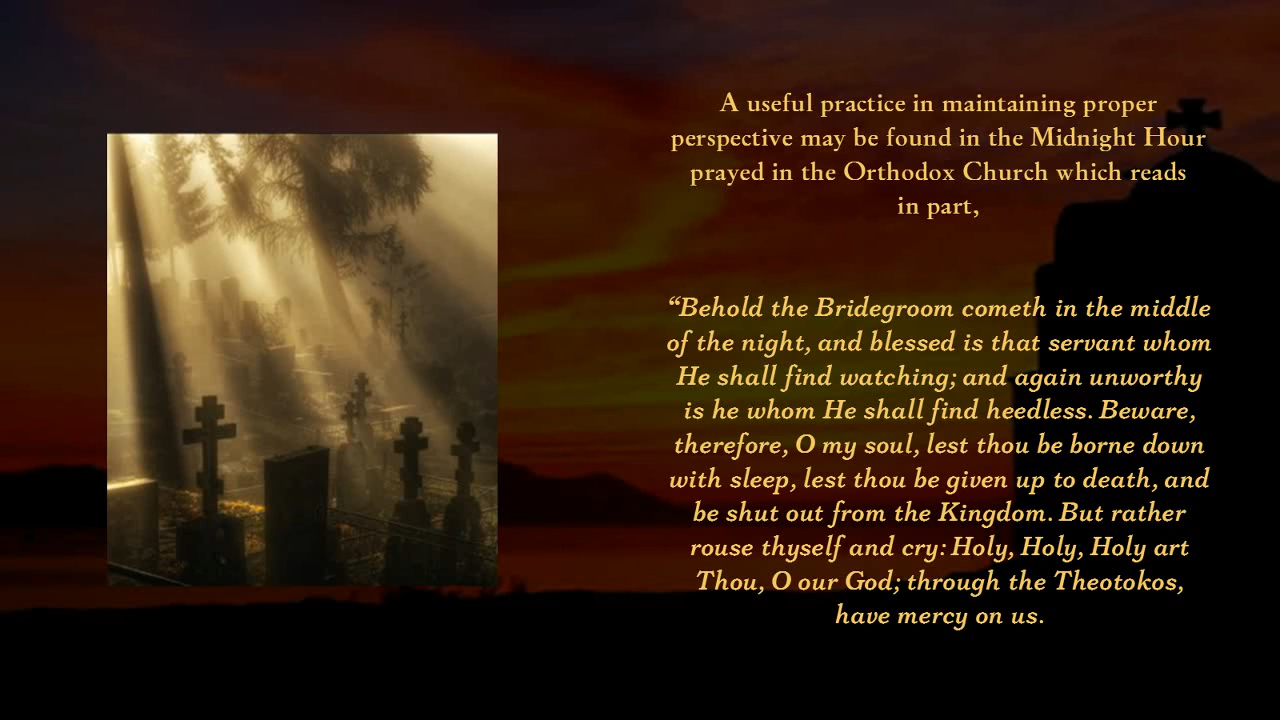 A useful practice in maintaining proper
perspective may be found in the Midnight Hour
prayed in the Orthodox Church which reads
in part,
“Behold the Bridegroom cometh in the middle
of the night, and blessed is that servant whom
He shall find watching; and again unworthy
is he whom He shall find heedless. Beware,
therefore, O my soul, lest thou be borne down
with sleep, lest thou be given up to death, and
be shut out from the Kingdom. But rather
rouse thyself and cry: Holy, Holy, Holy art
Thou, O our God; through the Theotokos,
have mercy on us.